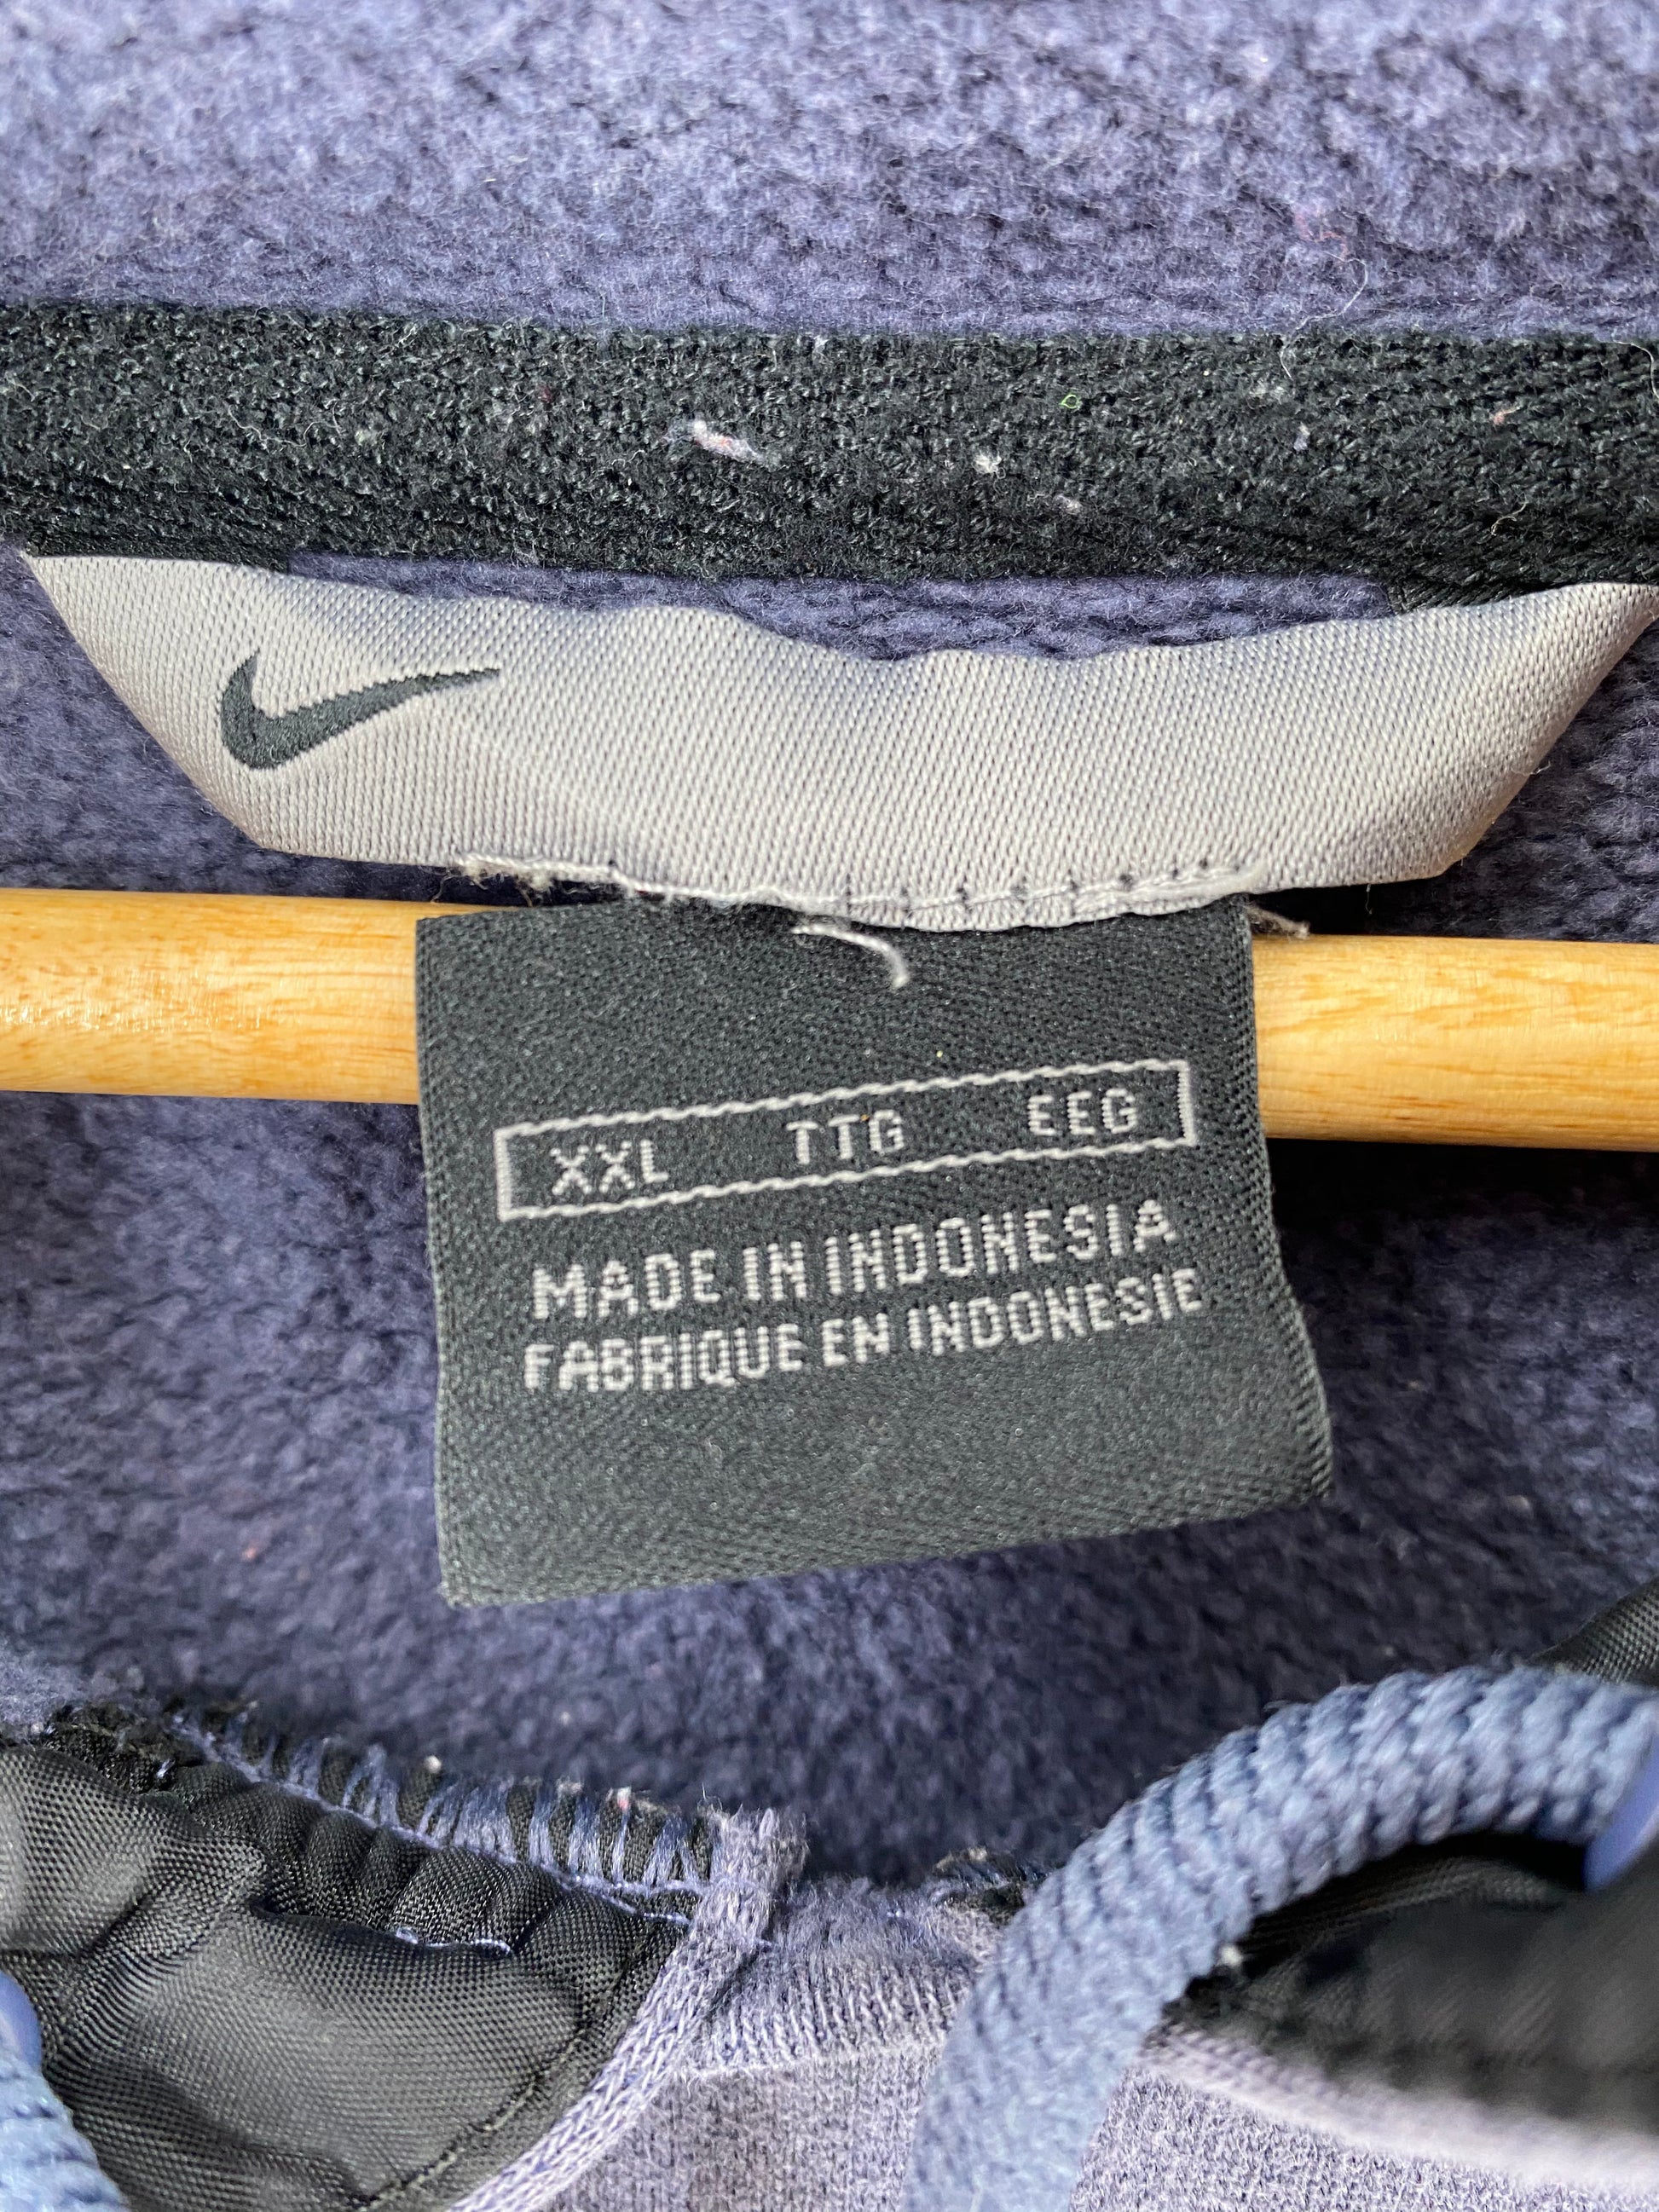 XXL TTG EEG
MADE IN INDONESIA
FABRIQUE EN INDONESIE